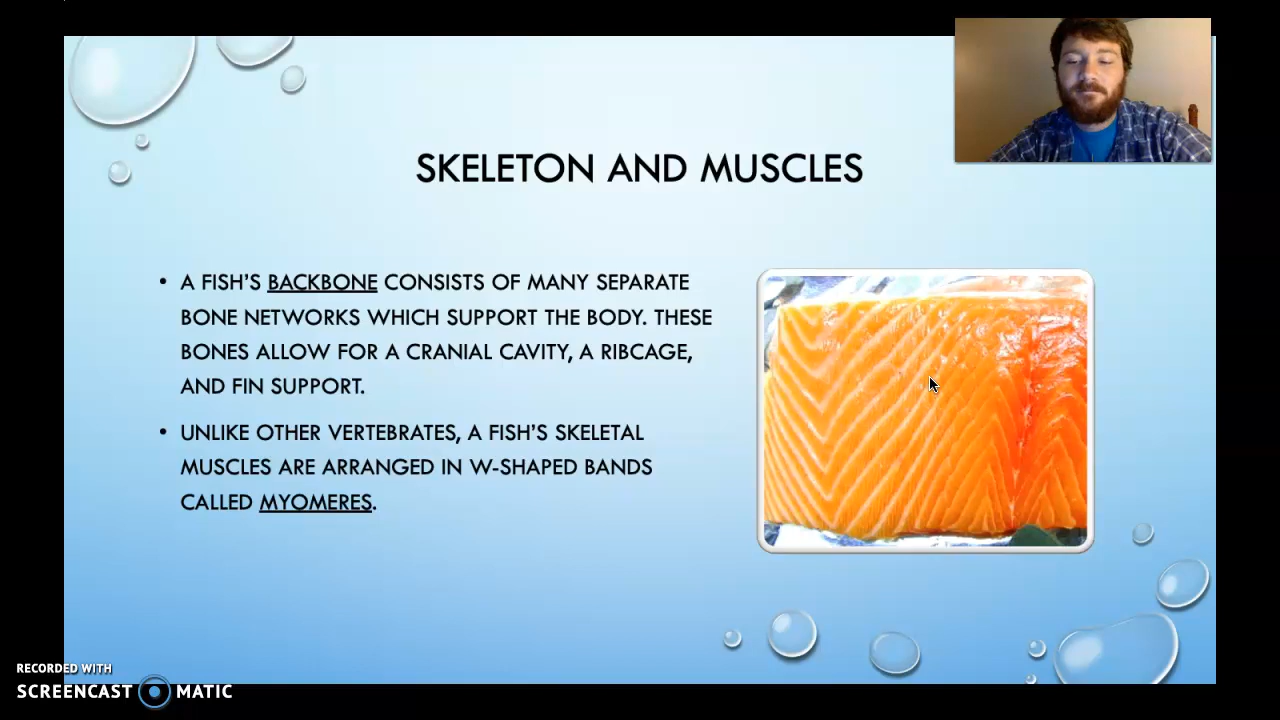 SKELETON AND MUSCLES
• A FISH'S BACKBONE CONSISTS OF MANY SEPARATE
BONE NETWORKS WHICH SUPPORT THE BODY. THESE
BONES ALLOW FOR A CRANIAL CAVITY, A RIBCAGE,
AND FIN SUPPORT.
• UNLIKE OTHER VERTEBRATES, A FISH'S SKELETAL
MUSCLES ARE ARRANGED IN W-SHAPED BANDS
CALLED MYOMERES.
RECORDED WITH
SCREENCAST MATIC